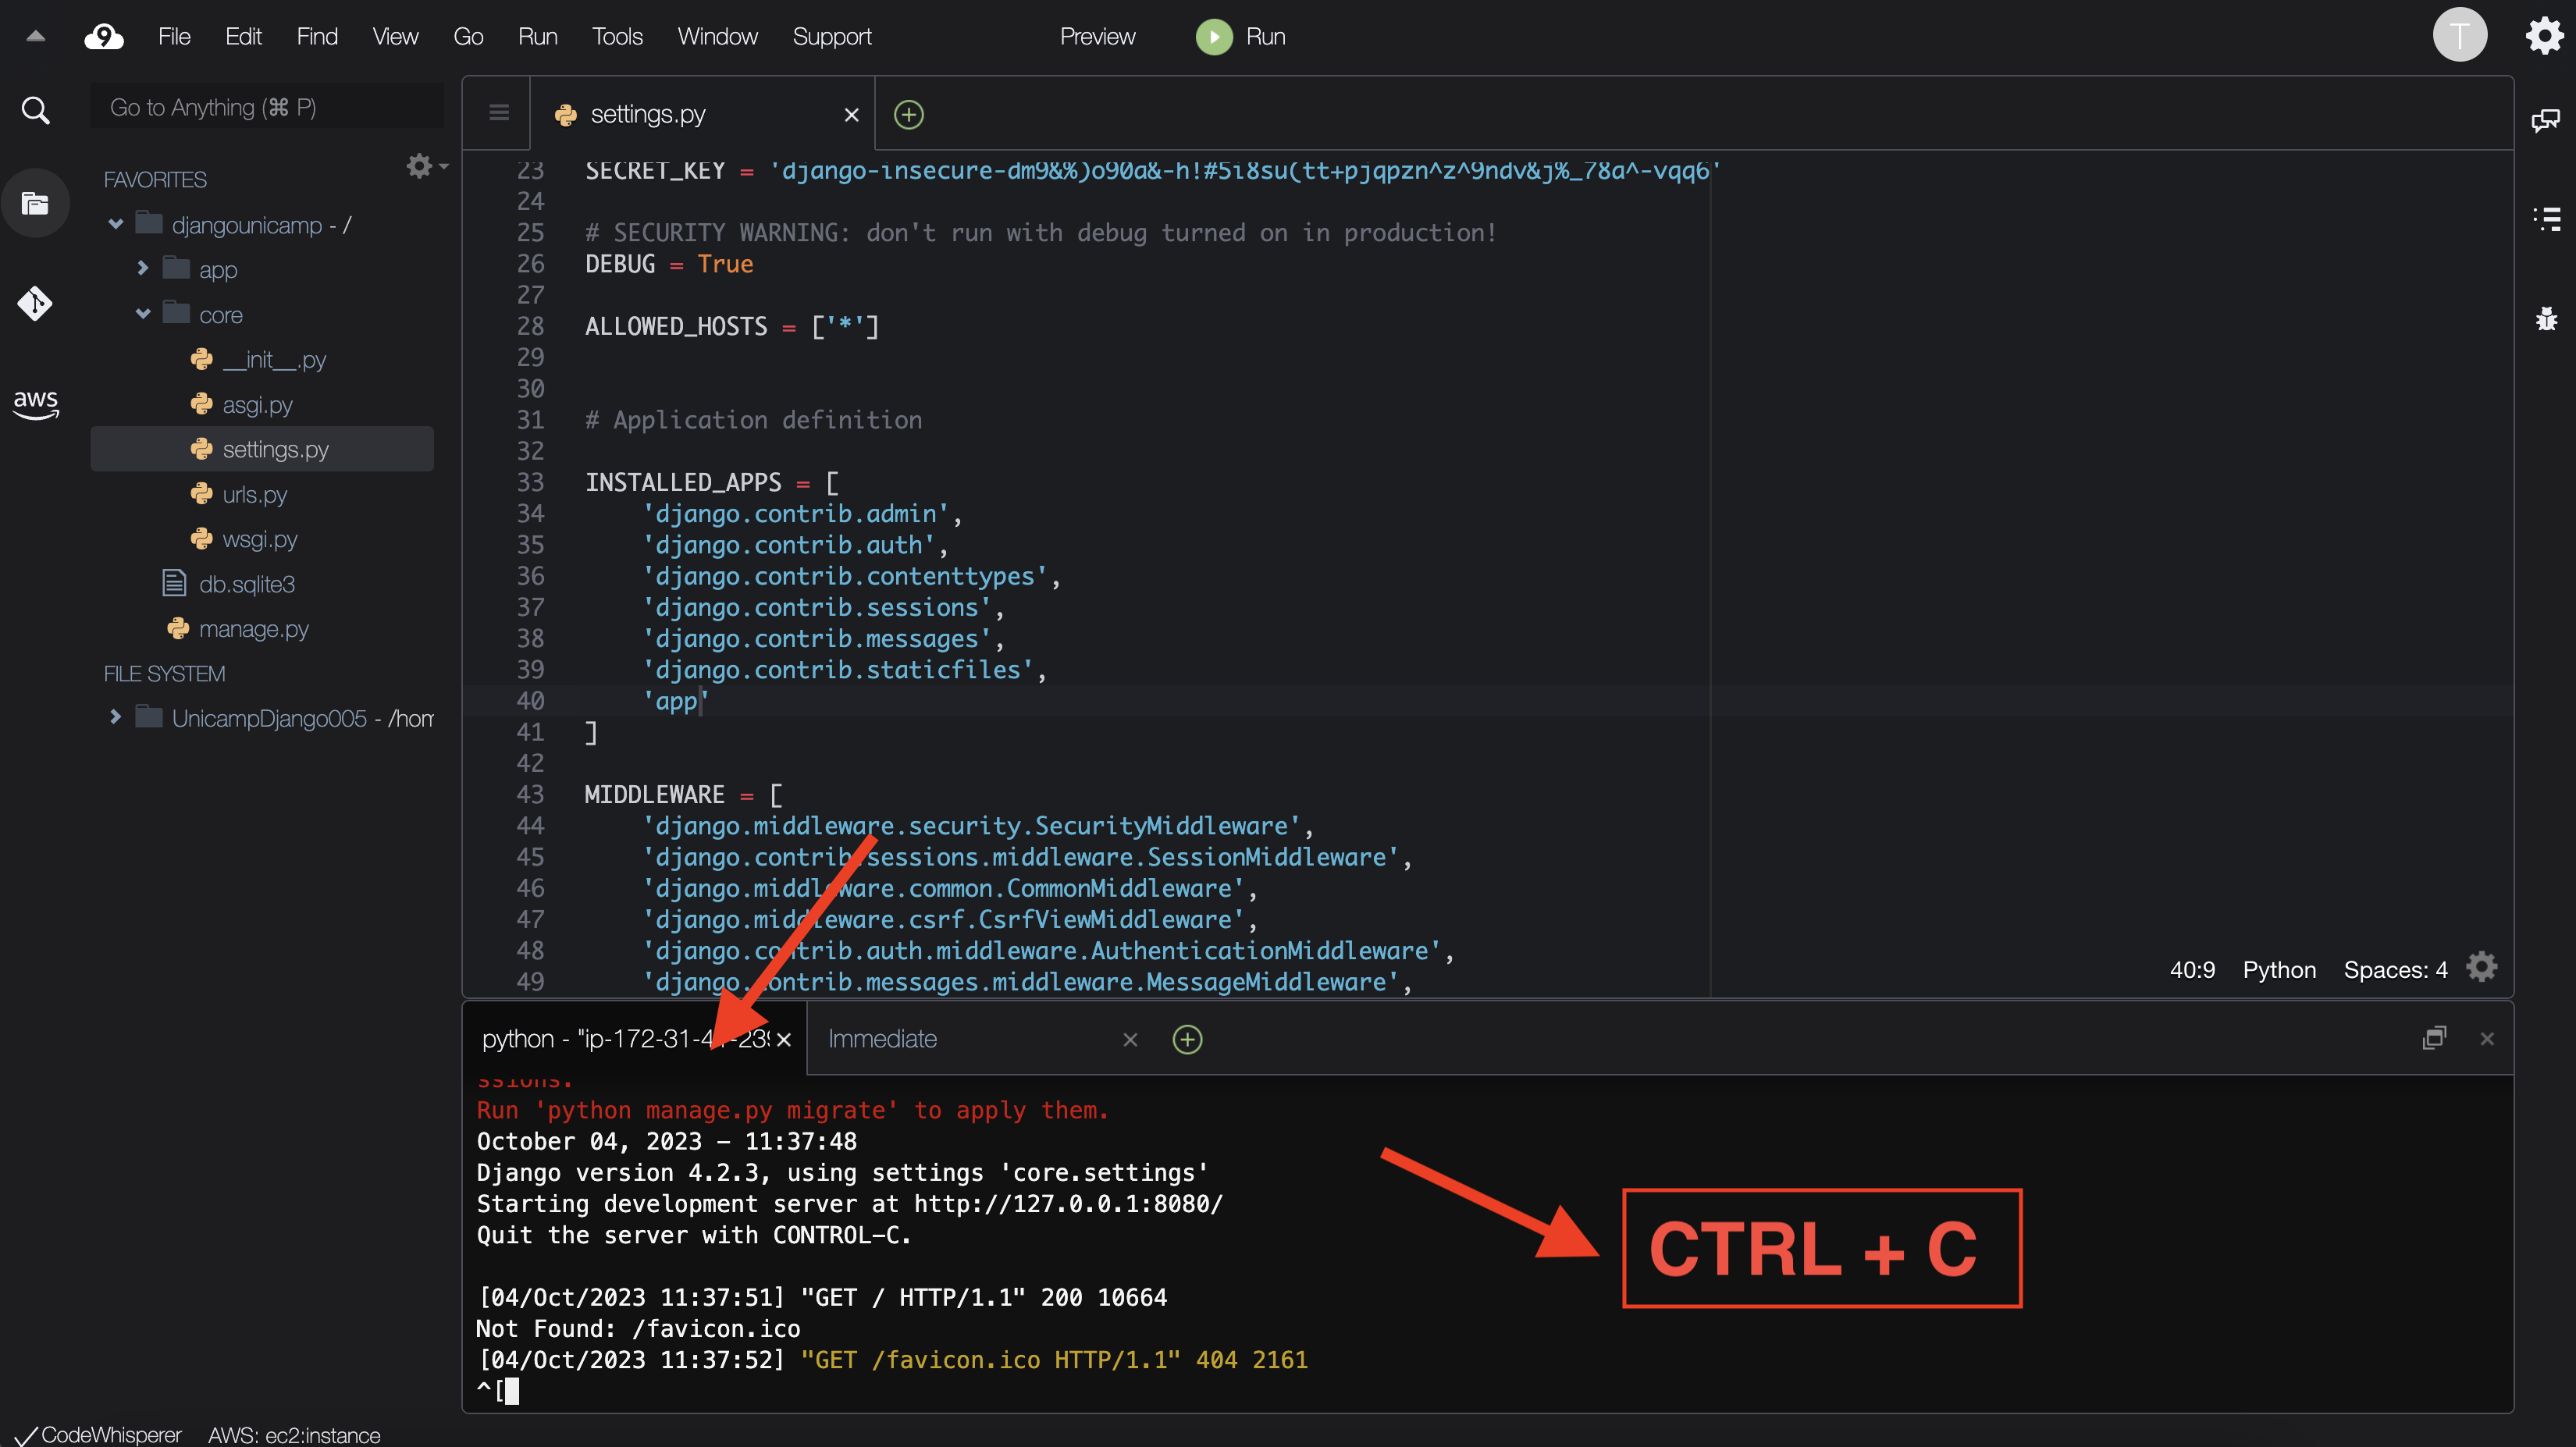 File Edit Find View Go Run Tools Window Support Preview Run T
Go to Anything (⌘ P)
settings.py
FAVORITES
djangounicamp - /
app
core
__init__.py
asgi.py
settings.py
urls.py
wsgi.py
db.sqlite3
manage.py
FILE SYSTEM
UnicampDjango005 - /hom
aws
23 SECRET_KEY = 'django-insecure-dm9&%)o90a&-h!#5i8su(tt+pjqpzn^z^9ndv&j%_78a^-vqq6'
24
25 # SECURITY WARNING: don't run with debug turned on in production!
26 DEBUG = True
27
28 ALLOWED_HOSTS = ['*']
29
30
31 # Application definition
32
33 INSTALLED_APPS = [
34 'django.contrib.admin',
35 'django.contrib.auth',
36 'django.contrib.contenttypes',
37 'django.contrib.sessions',
38 'django.contrib.messages',
39 'django.contrib.staticfiles',
40 'app'
41 ]
42
43 MIDDLEWARE = [
44 'django.middleware.security.SecurityMiddleware',
45 'django.contrib.sessions.middleware.SessionMiddleware',
46 'django.middleware.common.CommonMiddleware',
47 'django.middleware.csrf.CsrfViewMiddleware',
48 'django.contrib.auth.middleware.AuthenticationMiddleware',
49 'django.contrib.messages.middleware.MessageMiddleware',
40:9 Python Spaces: 4
python - "ip-172-31-41-239 Immediate
ssions.
Run 'python manage.py migrate' to apply them.
October 04, 2023 - 11:37:48
Django version 4.2.3, using settings 'core.settings'
Starting development server at http://127.0.0.1:8080/
Quit the server with CONTROL-C.
[04/Oct/2023 11:37:51] "GET / HTTP/1.1" 200 10664
Not Found: /favicon.ico
[04/Oct/2023 11:37:52] "GET /favicon.ico HTTP/1.1" 404 2161
^[
CTRL + C
CodeWhisperer AWS: ec2:instance